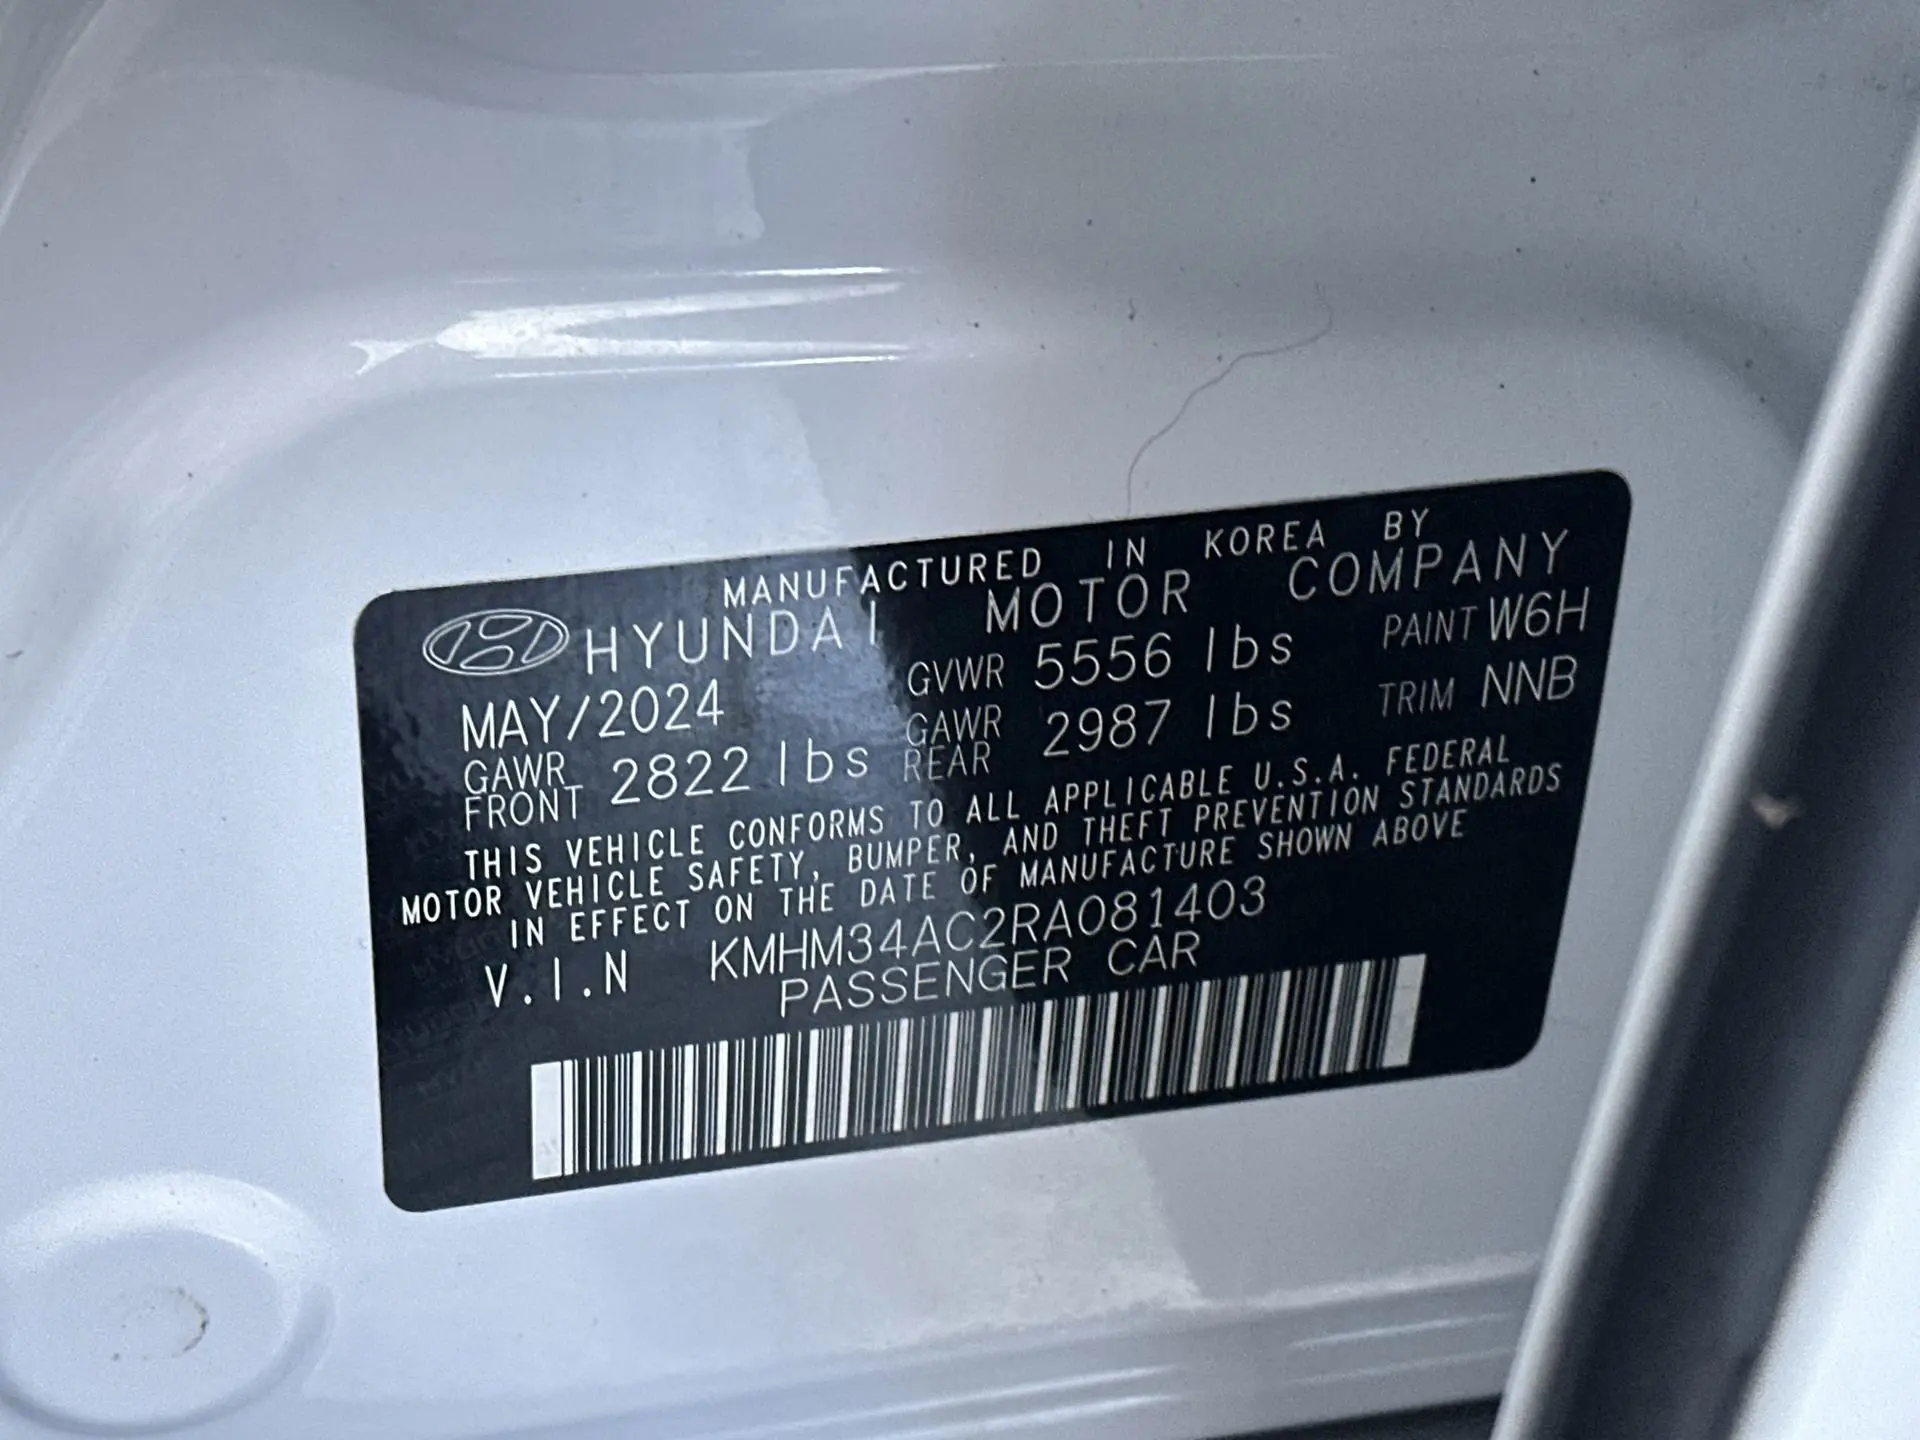 MANUFACTURED IN KOREA BY
HYUNDAI MOTOR COMPANY
MAY/2024 GVWR 5556 lbs PAINT W6H
GAWR FRONT 2822 lbs GAWR REAR 2987 lbs TRIM NNB
THIS VEHICLE CONFORMS TO ALL APPLICABLE U.S.A. FEDERAL
MOTOR VEHICLE SAFETY, BUMPER, AND THEFT PREVENTION STANDARDS
IN EFFECT ON THE DATE OF MANUFACTURE SHOWN ABOVE
V.I.N KMHM34AC2RA081403
PASSENGER CAR